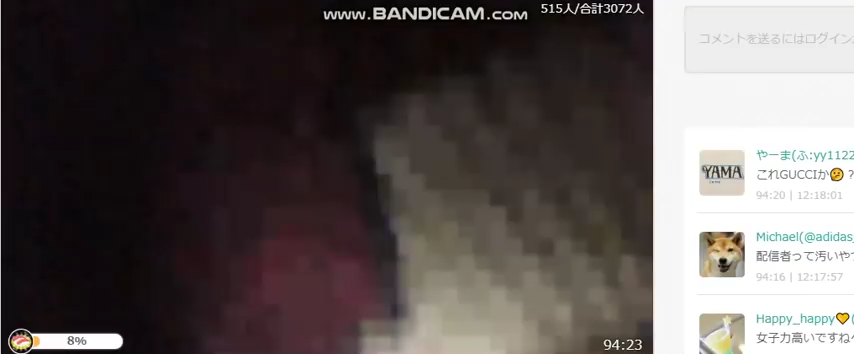 www.BANDICAM.com
515人/合計3072人
コメントを送るにはログイン
やーま(ふ:yy1122
YAMA
これGUCCIか🫤?
94:20 | 12:18:01
Michael(@adidas_
配信者って汚いや
94:16 | 12:17:57
Happy_happy🧡(
女子力高いですね
8%
94:23